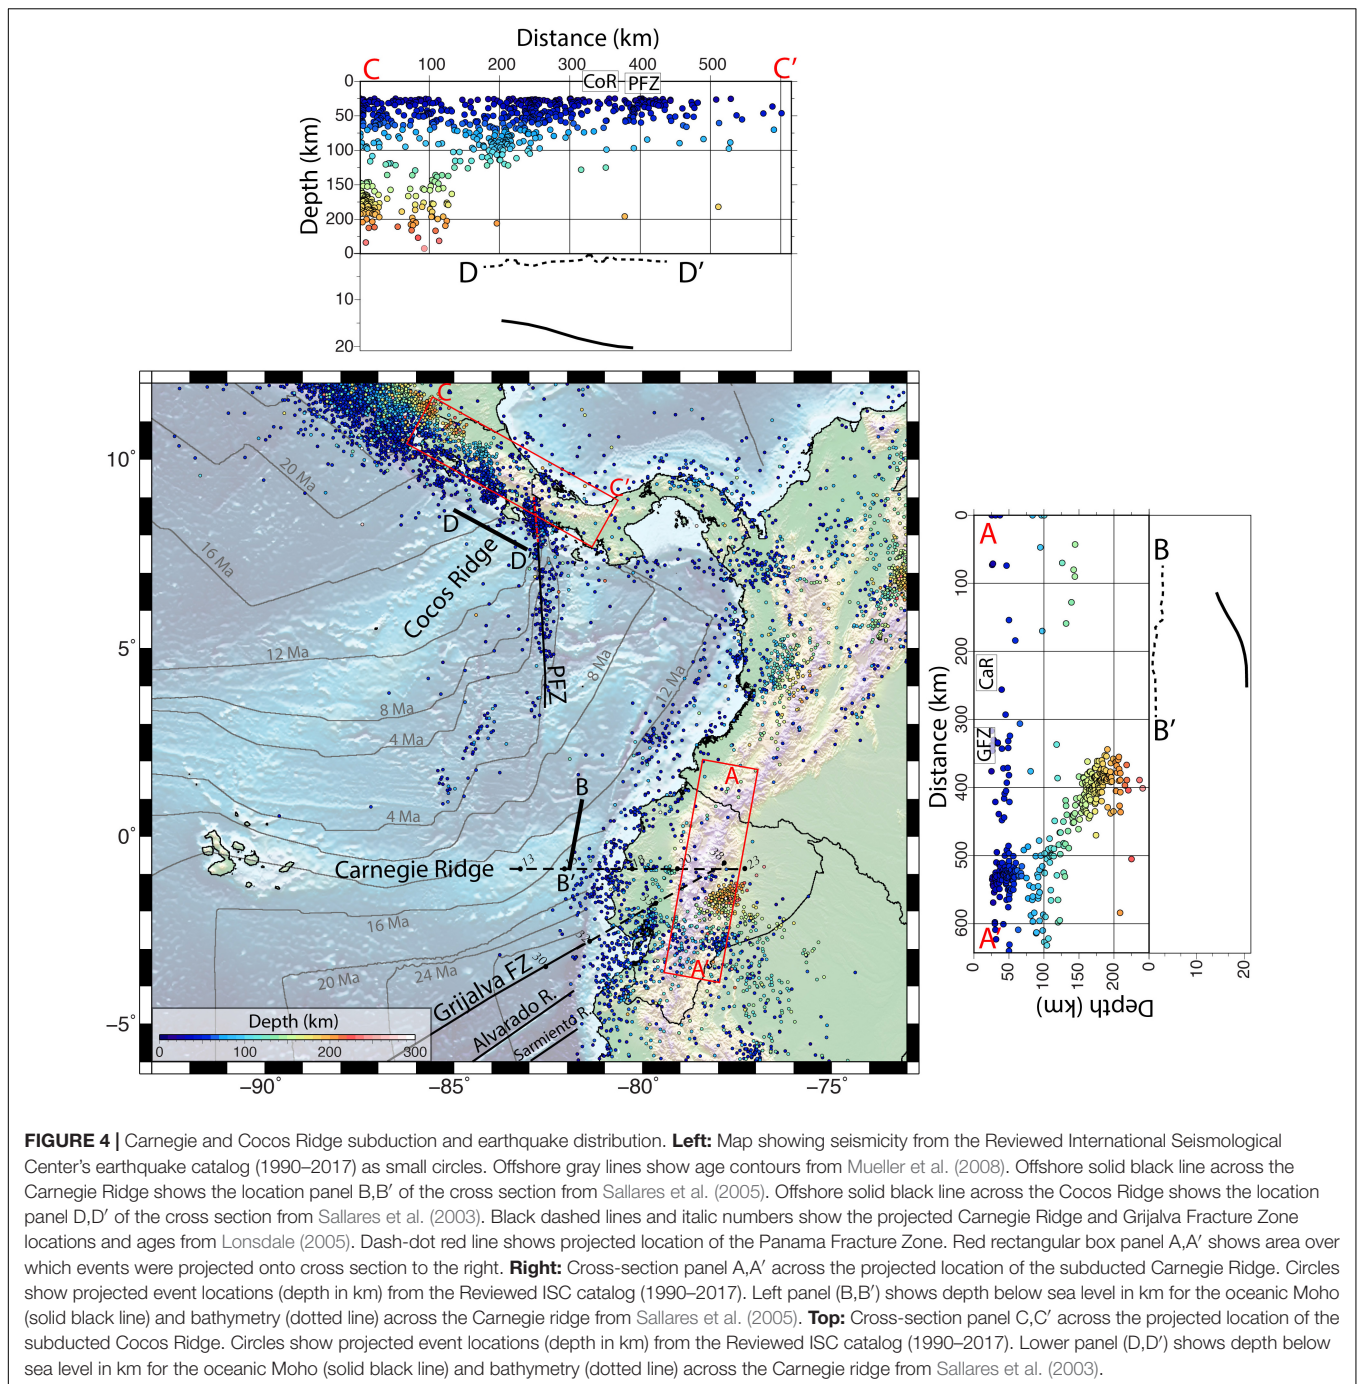 Distance (km)
C 100 200 300 400 500 C′
CoR PFZ
0
50
100
150
200
0
Depth (km)
D D′
10
20
C
C′
10°
5°
0°
−5°
−90° −85° −80° −75°
20 Ma
16 Ma
D
D′
Cocos Ridge
12 Ma
8 Ma
4 Ma
PFZ
8 Ma
12 Ma
4 Ma
B
B′
A
A′
Carnegie Ridge
13
18
38
23
16 Ma
20 Ma
24 Ma
30
Grijalva FZ
Alvarado R.
Sarmiento R.
Depth (km)
0 100 200 300
A
A′
0
100
200
300
400
500
600
Distance (km)
CaR
GFZ
B
B′
0 50 100 150 200 0 10 20
Depth (km)
FIGURE 4 | Carnegie and Cocos Ridge subduction and earthquake distribution. Left: Map showing seismicity from the Reviewed International Seismological
Center's earthquake catalog (1990–2017) as small circles. Offshore gray lines show age contours from Mueller et al. (2008). Offshore solid black line across the
Carnegie Ridge shows the location panel B,B′ of the cross section from Sallares et al. (2005). Offshore solid black line across the Cocos Ridge shows the location
panel D,D′ of the cross section from Sallares et al. (2003). Black dashed lines and italic numbers show the projected Carnegie Ridge and Grijalva Fracture Zone
locations and ages from Lonsdale (2005). Dash-dot red line shows projected location of the Panama Fracture Zone. Red rectangular box panel A,A′ shows area over
which events were projected onto cross section to the right. Right: Cross-section panel A,A′ across the projected location of the subducted Carnegie Ridge. Circles
show projected event locations (depth in km) from the Reviewed ISC catalog (1990–2017). Left panel (B,B′) shows depth below sea level in km for the oceanic Moho
(solid black line) and bathymetry (dotted line) across the Carnegie ridge from Sallares et al. (2005). Top: Cross-section panel C,C′ across the projected location of the
subducted Cocos Ridge. Circles show projected event locations (depth in km) from the Reviewed ISC catalog (1990–2017). Lower panel (D,D′) shows depth below
sea level in km for the oceanic Moho (solid black line) and bathymetry (dotted line) across the Carnegie ridge from Sallares et al. (2003).